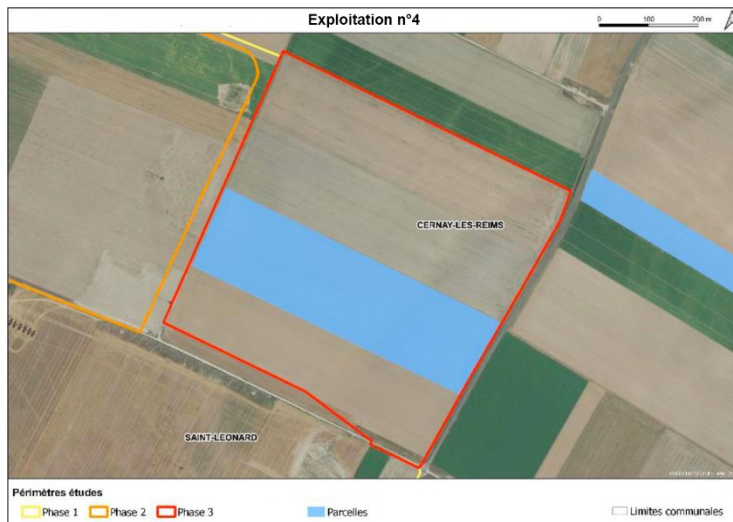 Exploitation n°4
0 100 200 m
CERNAY-LES-REIMS
SAINT-LEONARD
Périmètres études
Phase 1 Phase 2 Phase 3 Parcelles Limites communales